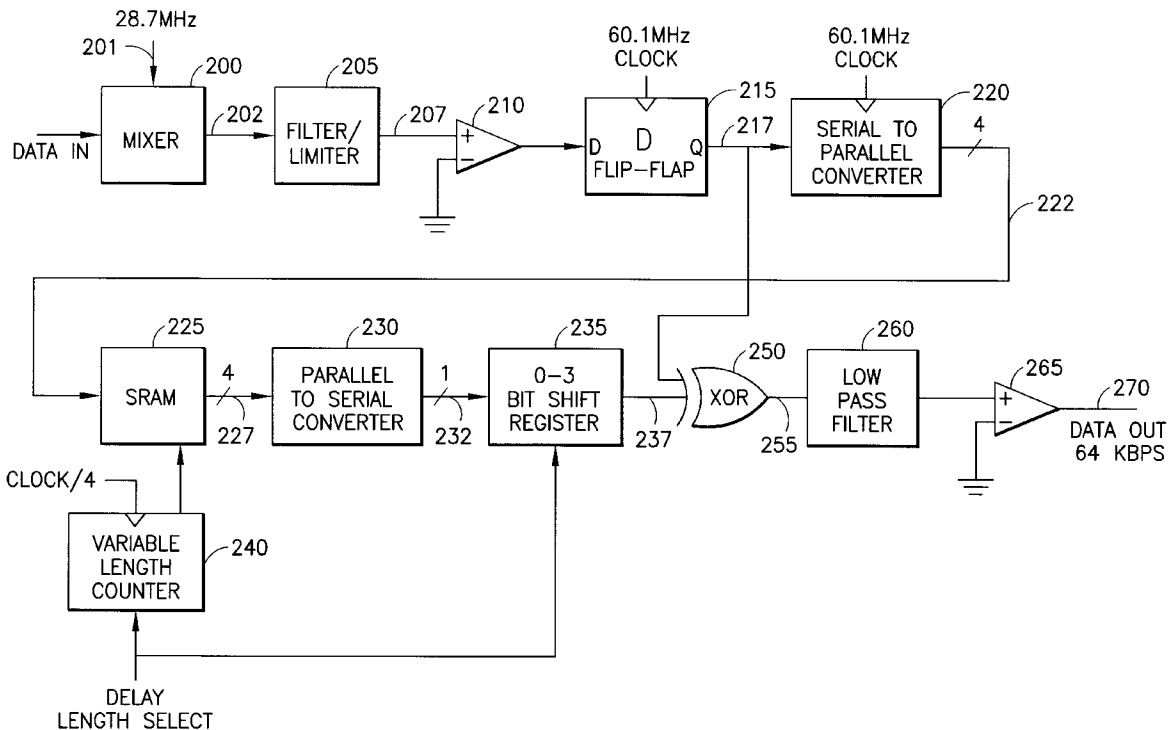 28.7MHz
201
200
205
207
210
60.1MHz
CLOCK
60.1MHz
CLOCK
215
220
DATA IN
MIXER
202
FILTER/
LIMITER
+
−
D
D
Q
FLIP−FLAP
217
SERIAL TO
PARALLEL
CONVERTER
4
222
225
SRAM
4
227
230
PARALLEL
TO SERIAL
CONVERTER
1
232
235
0−3
BIT SHIFT
REGISTER
237
250
XOR
255
260
LOW
PASS
FILTER
265
+
−
270
DATA OUT
64 KBPS
CLOCK/4
VARIABLE
LENGTH
COUNTER
240
DELAY
LENGTH SELECT